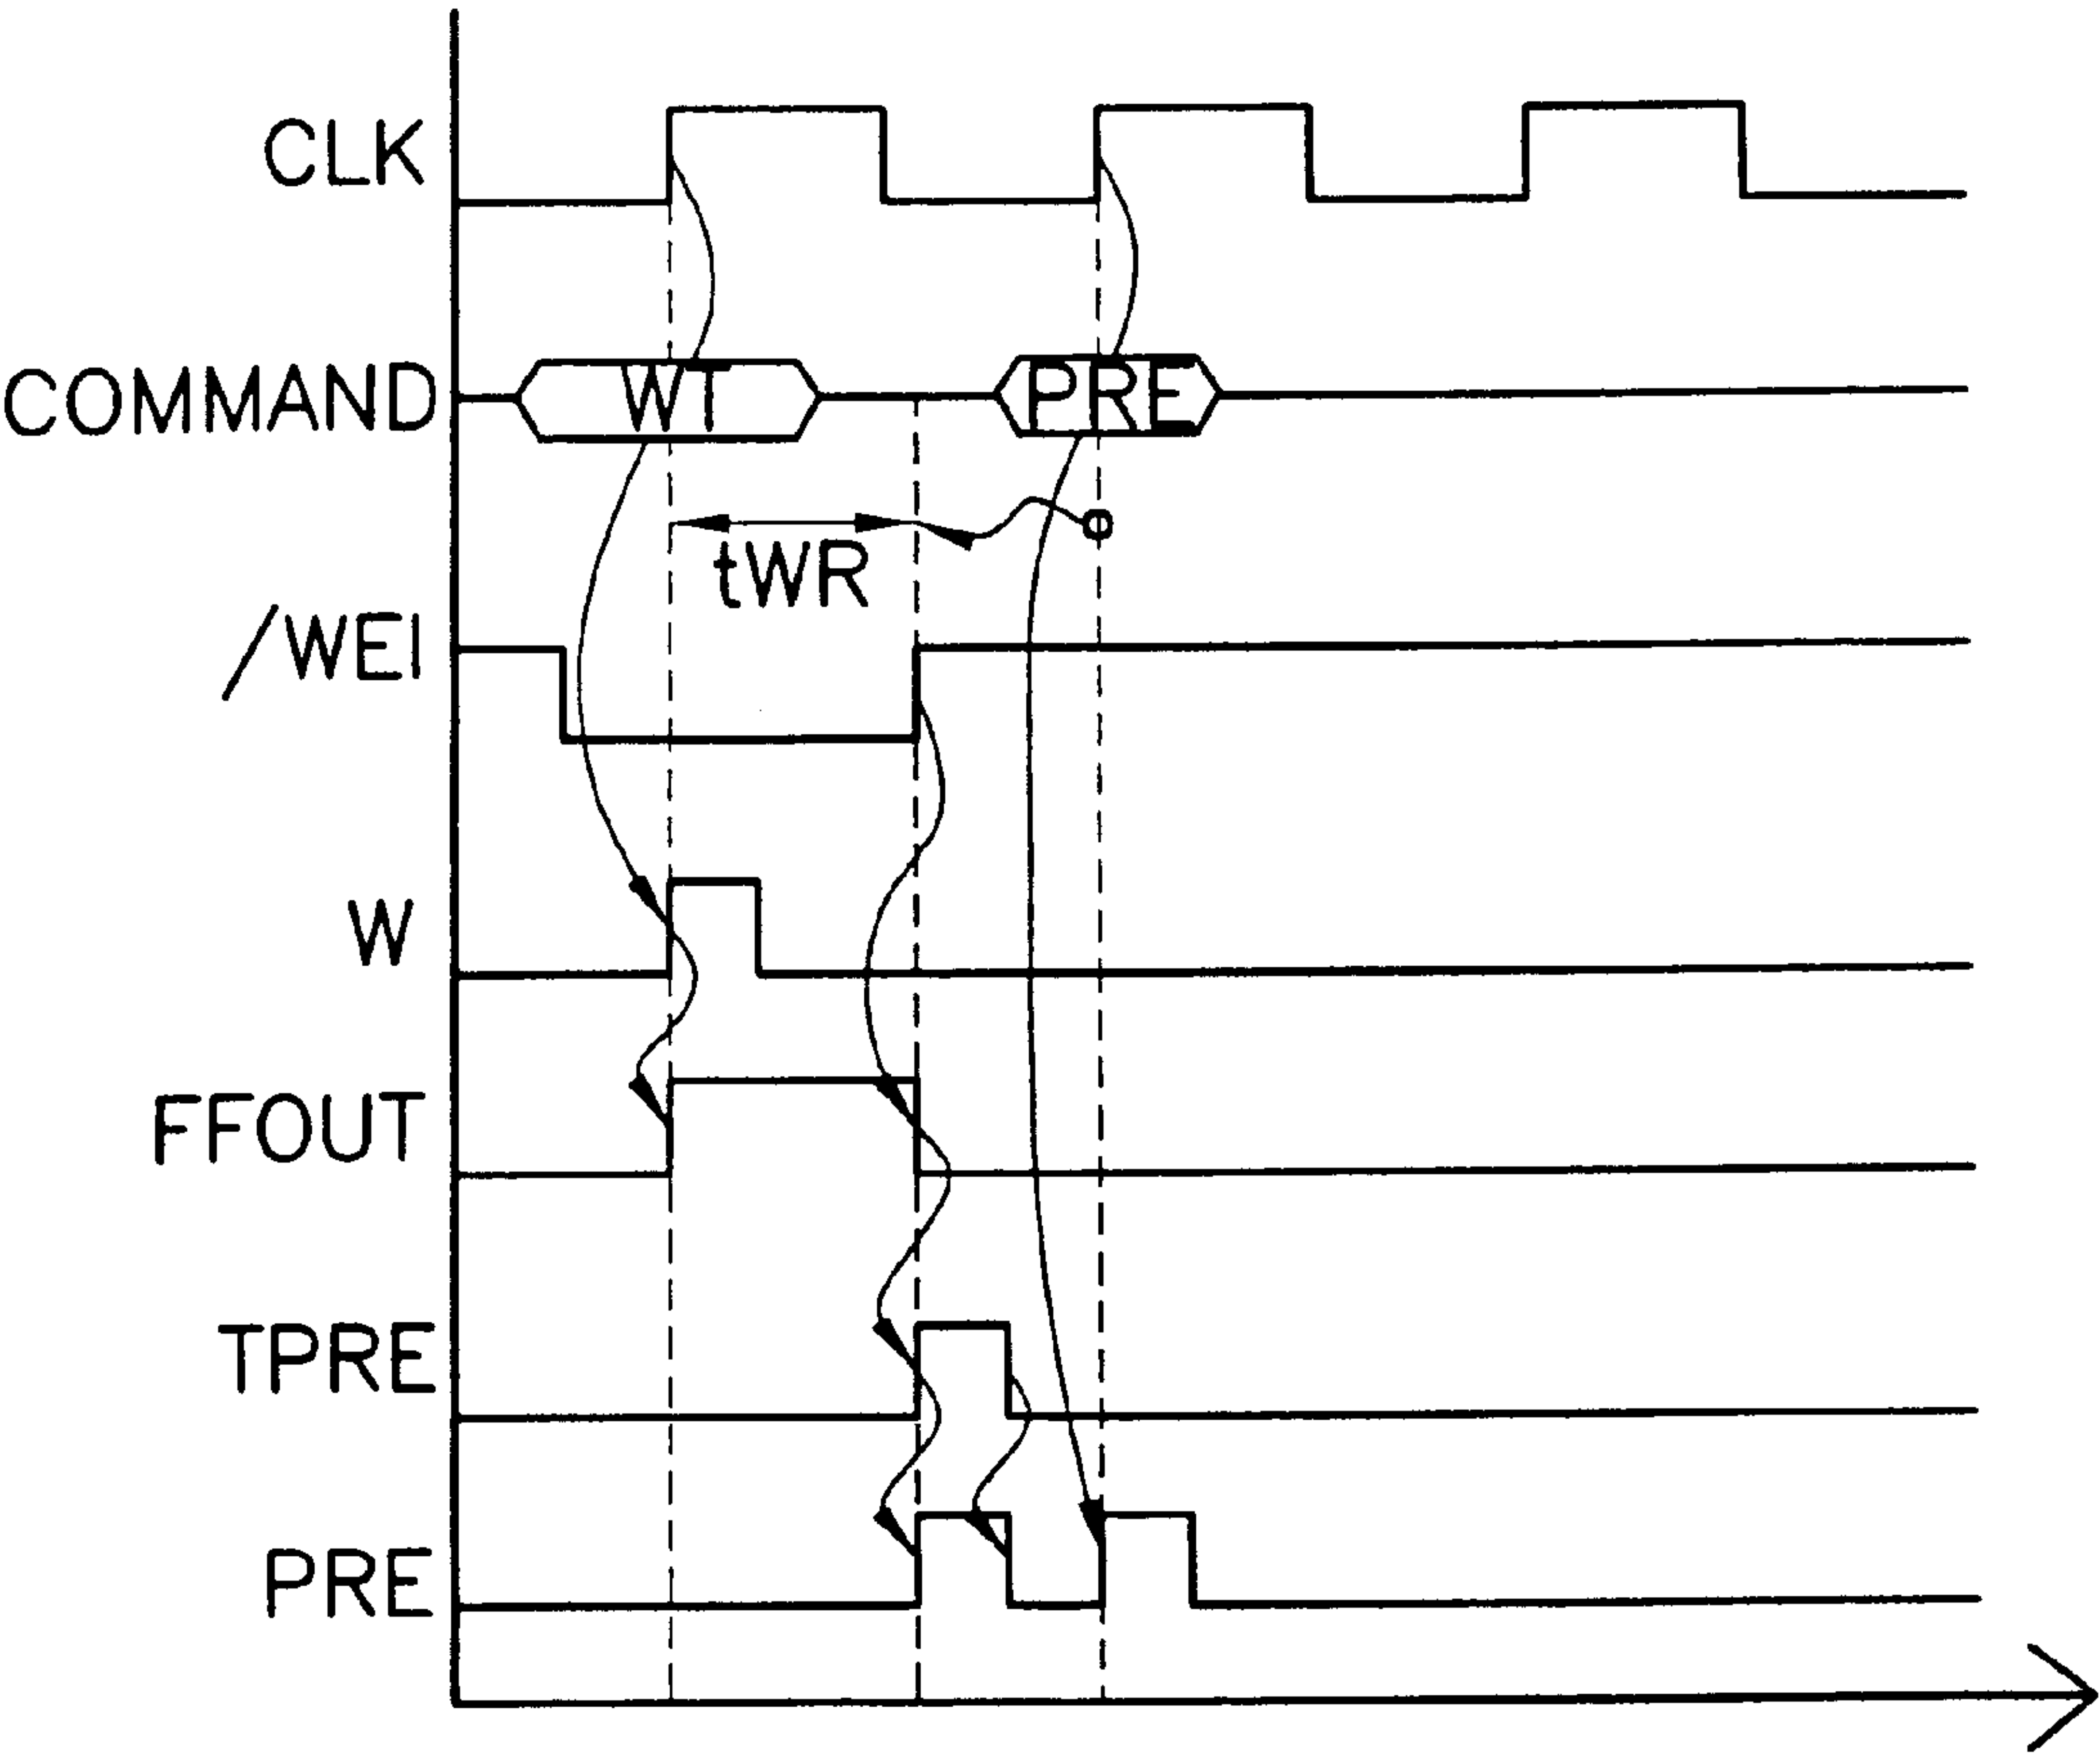 CLK
COMMAND WT PRE
tWR
/WEI
W
FFOUT
TPRE
PRE